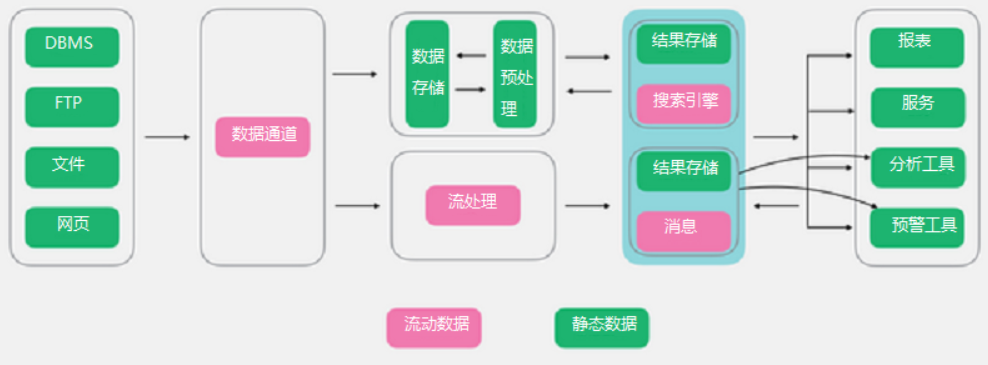 DBMS
FTP
文件
网页
数据通道
数据
存储
数据
预处
理
流处理
结果存储
搜索引擎
结果存储
消息
报表
服务
分析工具
预警工具
流动数据
静态数据